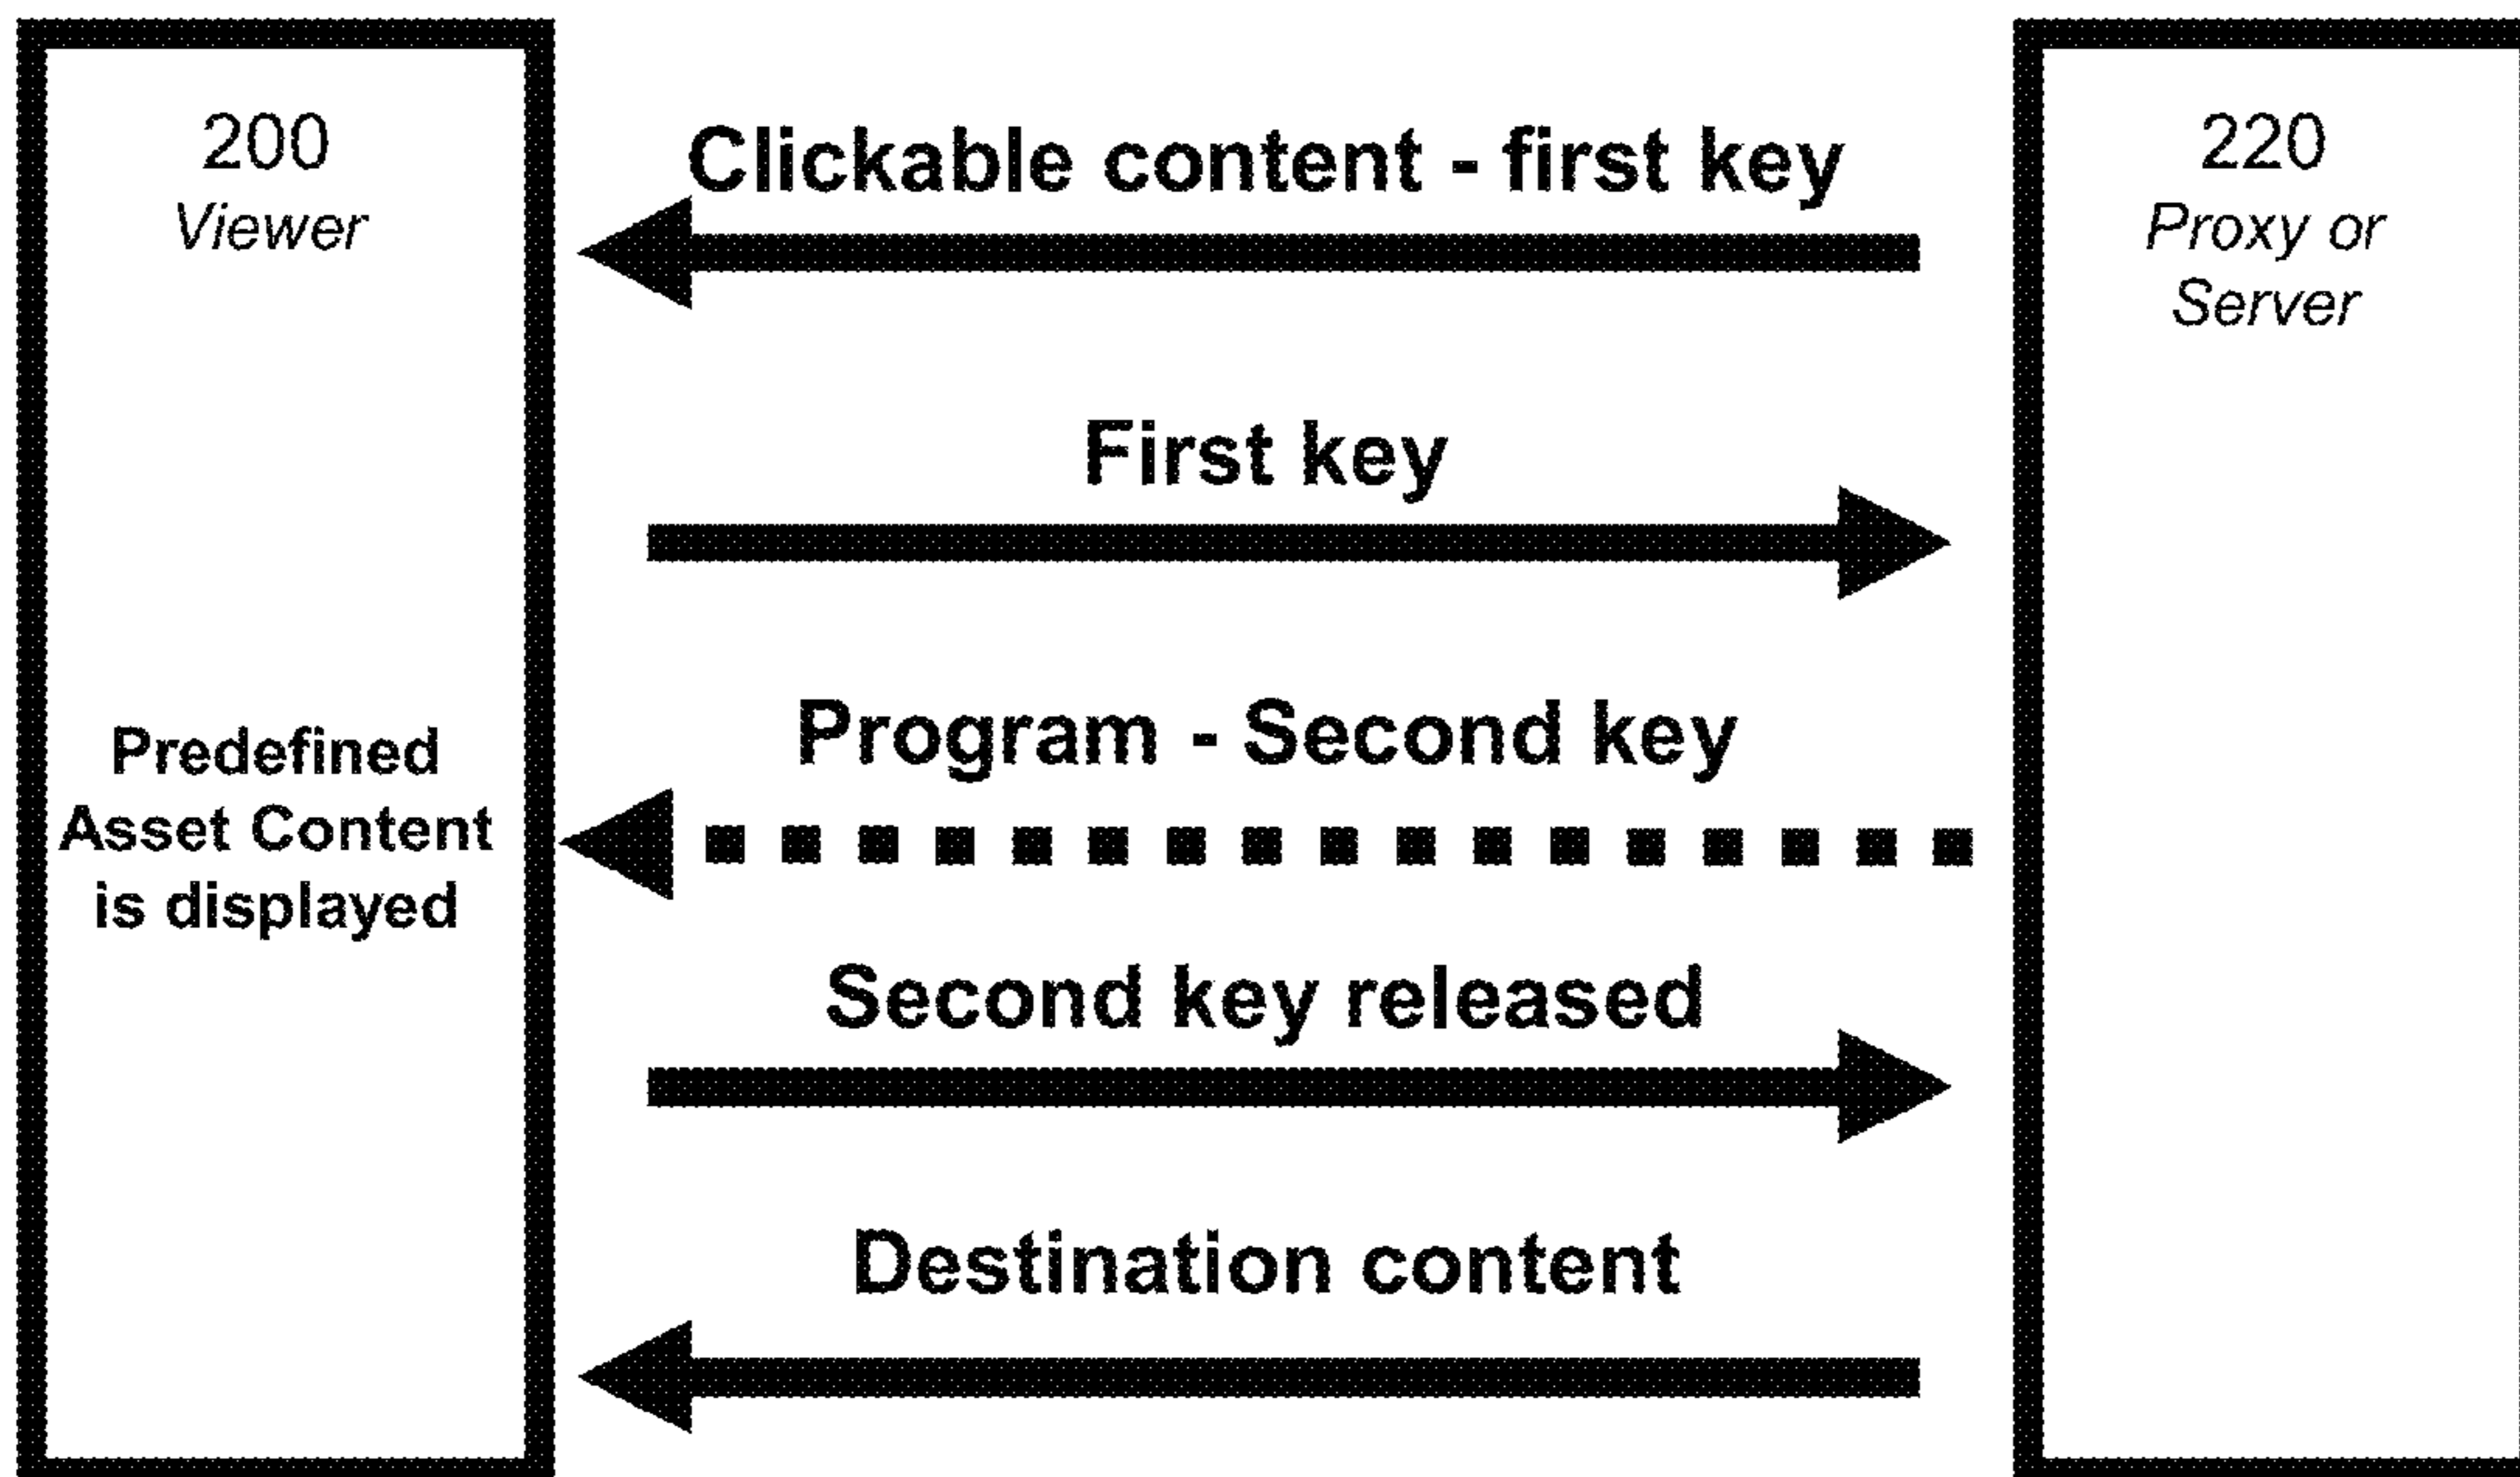 200
Viewer
Clickable content - first key
220
Proxy or
Server
First key
Program - Second key
Predefined
Asset Content
is displayed
Second key released
Destination content